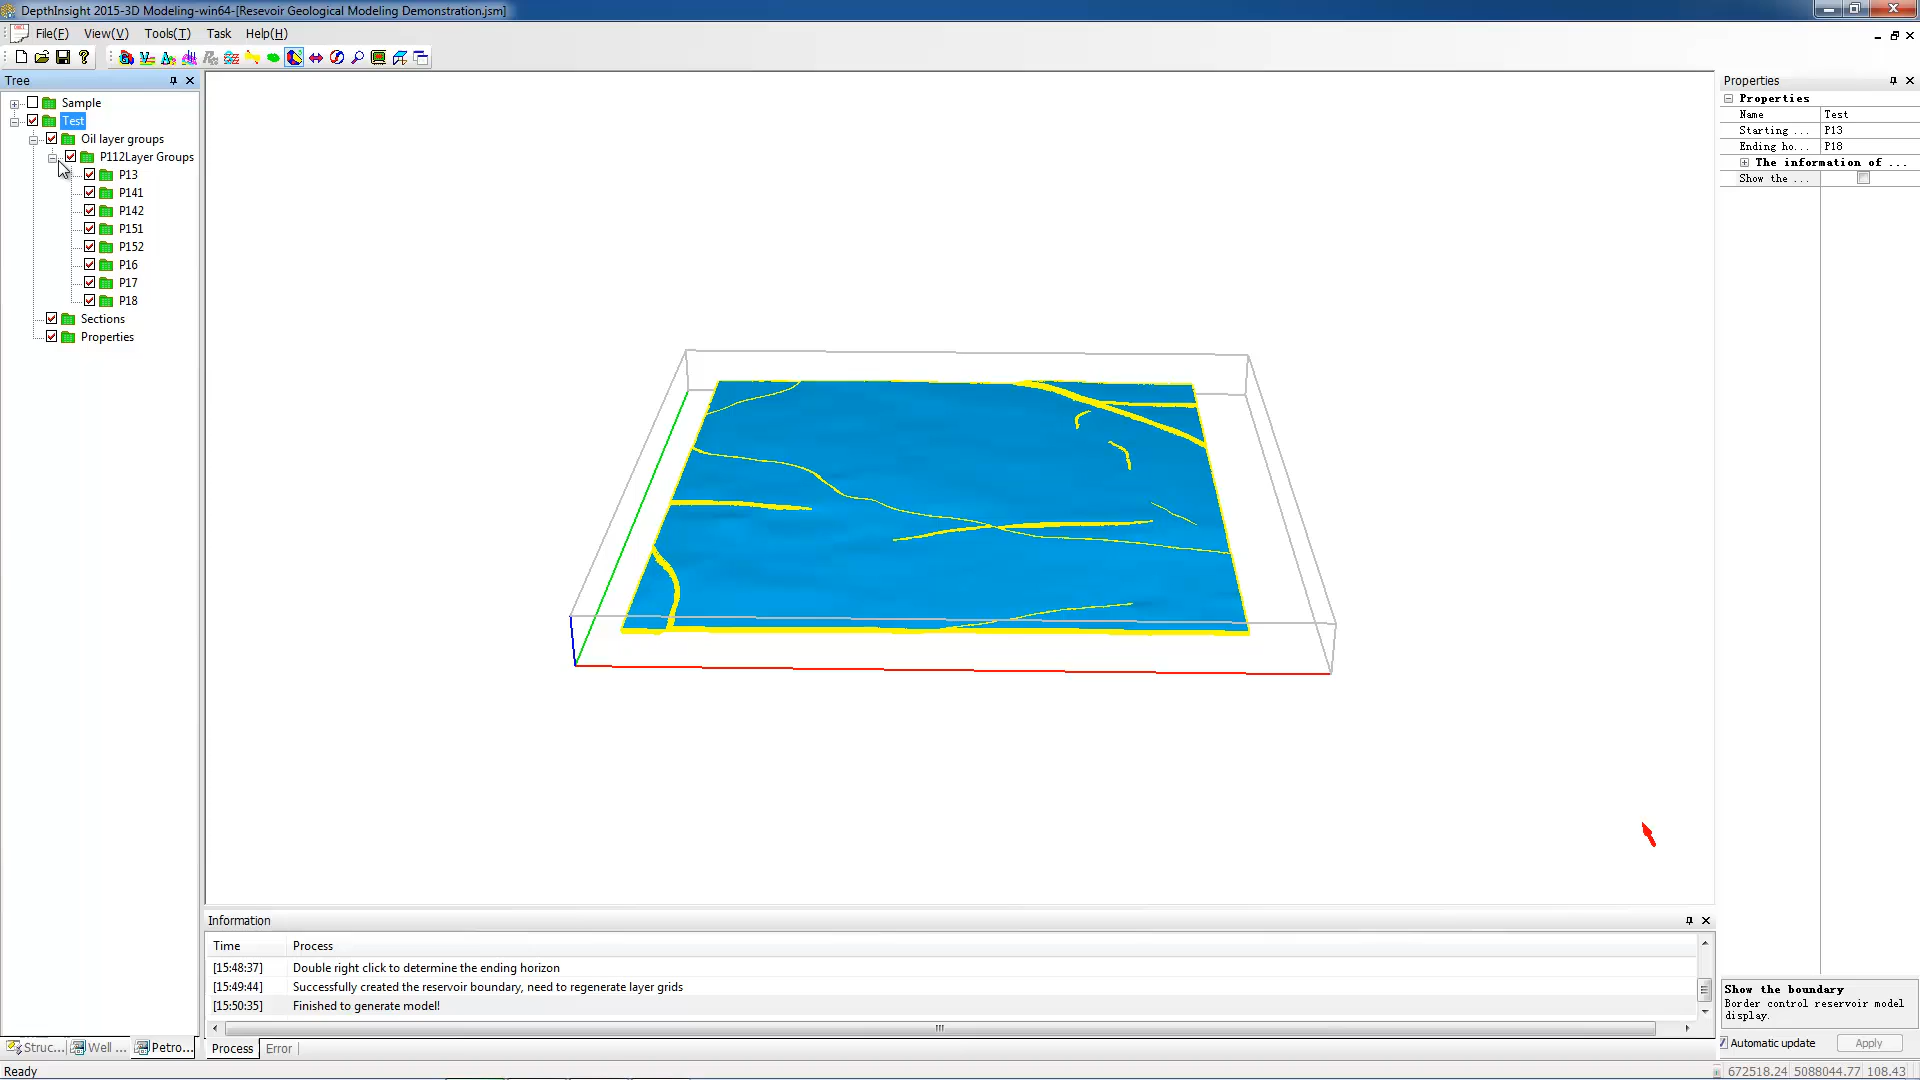 DepthInsight 2015-3D Modeling-win64-[Resevoir Geological Modeling Demonstration.jsm]
File(F) View(V) Tools(T) Task Help(H)
Tree
Sample
Test
Oil layer groups
P112Layer Groups
P13
P141
P142
P151
P152
P16
P17
P18
Sections
Properties
Struc... Well ... Petro...
Information
Time Process
[15:48:37] Double right click to determine the ending horizon
[15:49:44] Successfully created the reservoir boundary, need to regenerate layer grids
[15:50:35] Finished to generate model!
Process Error
Properties
Properties
Name Test
Starting ... P13
Ending ho... P18
The information of ...
Show the ...
Show the boundary
Border control reservoir model
display.
Automatic update Apply
Ready
672518.24 5088044.77 108.43